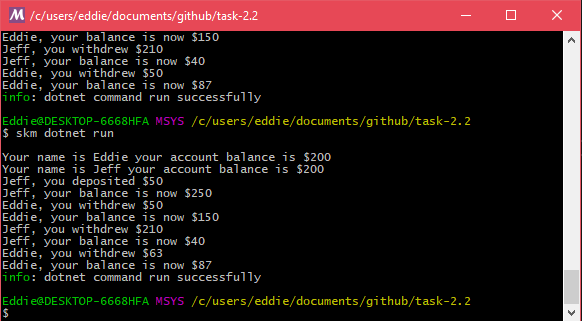 /c/users/eddie/documents/github/task-2.2
Eddie, your balance is now $150
Jeff, you withdrew $210
Jeff, your balance is now $40
Eddie, you withdrew $50
Eddie, your balance is now $87
info: dotnet command run successfully
Eddie@DESKTOP-6668HFA MSYS /c/users/eddie/documents/github/task-2.2
$ skm dotnet run
Your name is Eddie your account balance is $200
Your name is Jeff your account balance is $200
Jeff, you deposited $50
Jeff, your balance is now $250
Eddie, you withdrew $50
Eddie, your balance is now $150
Jeff, you withdrew $210
Jeff, your balance is now $40
Eddie, you withdrew $63
Eddie, your balance is now $87
info: dotnet command run successfully
Eddie@DESKTOP-6668HFA MSYS /c/users/eddie/documents/github/task-2.2
$